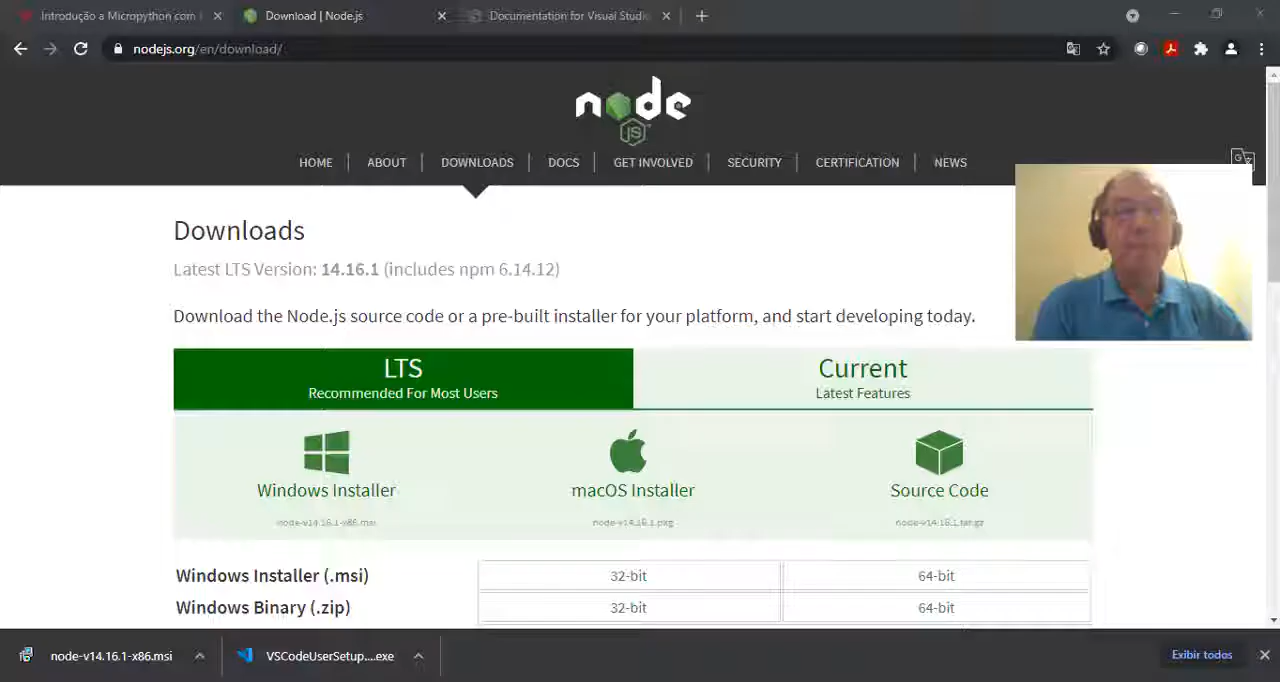 Introdução a Micropython com
Download | Node.js
Documentation for Visual Studi
nodejs.org/en/download/
node
JS
HOME
ABOUT
DOWNLOADS
DOCS
GET INVOLVED
SECURITY
CERTIFICATION
NEWS
Downloads
Latest LTS Version: 14.16.1 (includes npm 6.14.12)
Download the Node.js source code or a pre-built installer for your platform, and start developing today.
LTS
Recommended For Most Users
Current
Latest Features
Windows Installer
node-v14.16.1-x86.msi
macOS Installer
node-v14.16.1.pkg
Source Code
node-v14.16.1.tar.gz
Windows Installer (.msi)
32-bit
64-bit
Windows Binary (.zip)
32-bit
64-bit
node-v14.16.1-x86.msi
VSCodeUserSetup....exe
Exibir todos